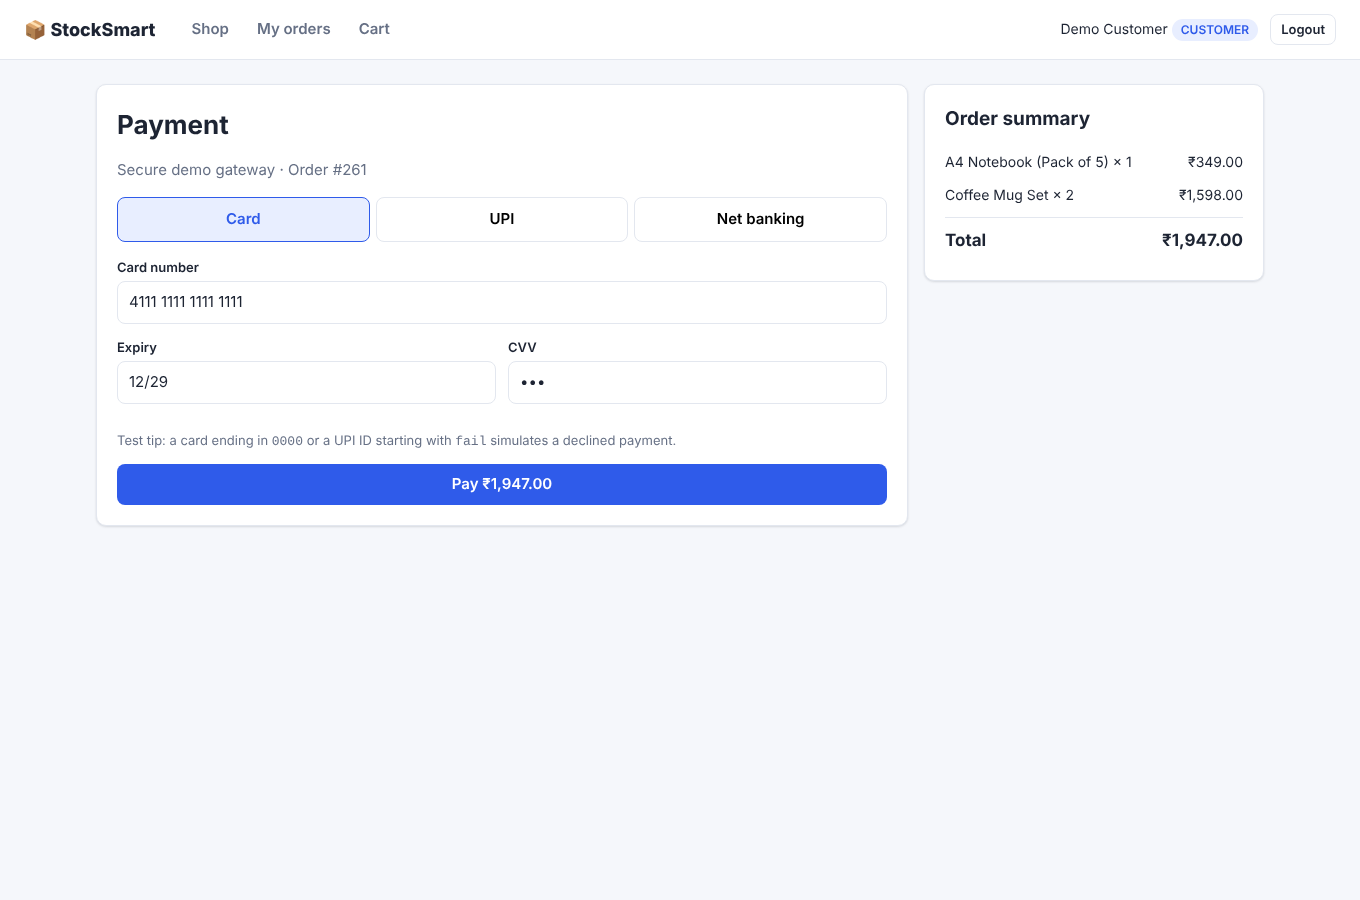 📦 StockSmart Shop My orders Cart Demo Customer CUSTOMER Logout
Payment
Secure demo gateway · Order #261
Card UPI Net banking
Card number
4111 1111 1111 1111
Expiry CVV
12/29 •••
Test tip: a card ending in 0000 or a UPI ID starting with fail simulates a declined payment.
Pay ₹1,947.00
Order summary
A4 Notebook (Pack of 5) × 1 ₹349.00
Coffee Mug Set × 2 ₹1,598.00
Total ₹1,947.00